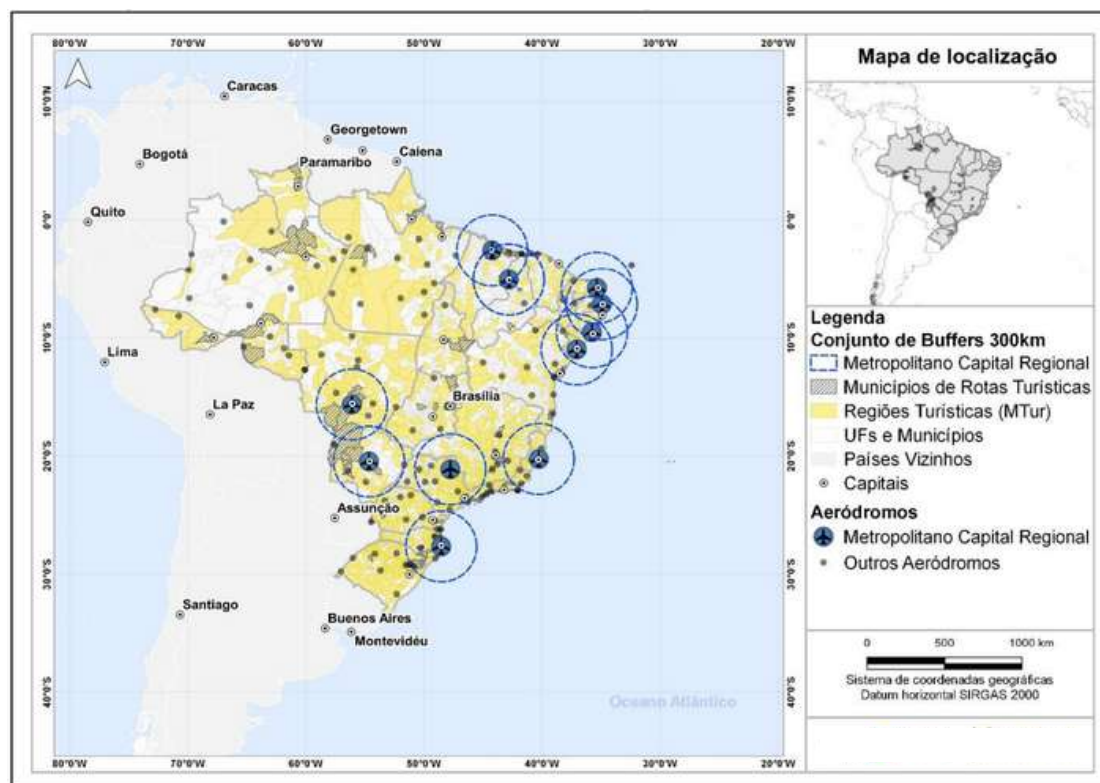 80°0'W 70°0'W 60°0'W 50°0'W 40°0'W 30°0'W 20°0'W
10°0'N
0°0'
10°0'S
20°0'S
30°0'S
40°0'S
10°0'N
0°0'
10°0'S
20°0'S
30°0'S
40°0'S
Caracas
Georgetown
Bogotá
Paramaribo
Caiena
Quito
Lima
La Paz
Brasília
Assunção
Santiago
Buenos Aires
Montevidéu
Oceano Atlântico
80°0'W 70°0'W 60°0'W 50°0'W 40°0'W 30°0'W 20°0'W
Mapa de localização
Legenda
Conjunto de Buffers 300km
Metropolitano Capital Regional
Municípios de Rotas Turísticas
Regiões Turísticas (MTur)
UFs e Municípios
Países Vizinhos
Capitais
Aeródromos
Metropolitano Capital Regional
Outros Aeródromos
0 500 1000 km
Sistema de coordenadas geográficas
Datum horizontal SIRGAS 2000